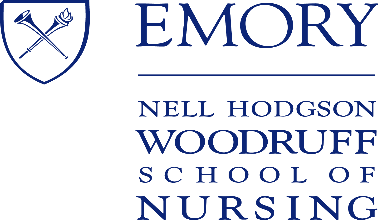 EMORY
NELL HODGSON
WOODRUFF
SCHOOL OF
NURSING